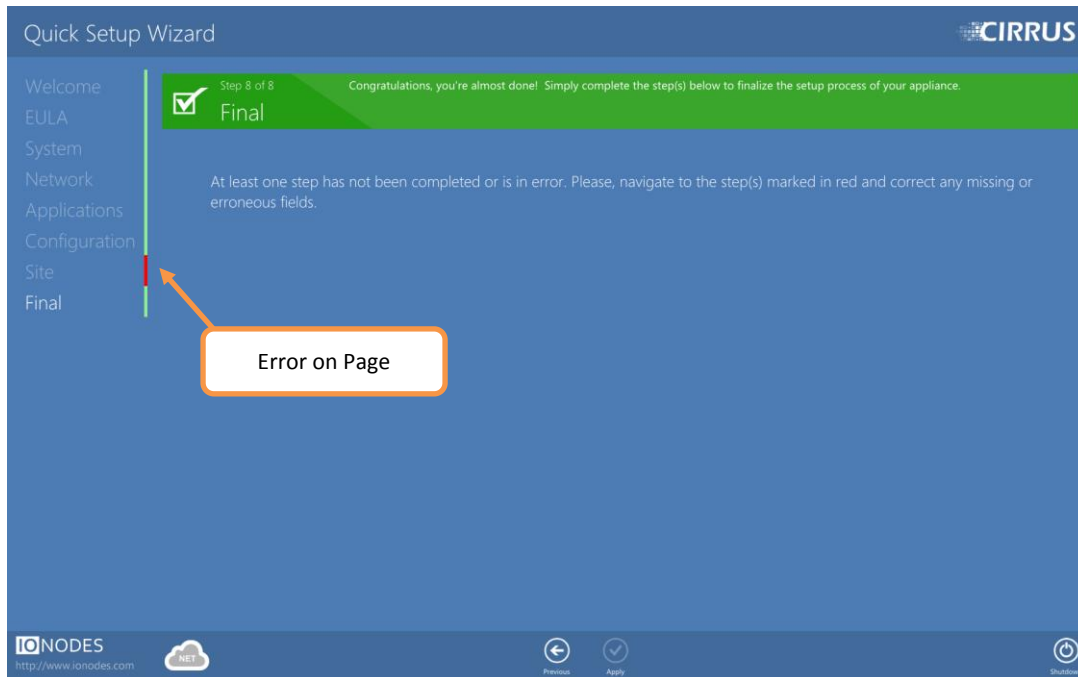 Quick Setup Wizard
CIRRUS
Welcome
EULA
System
Network
Applications
Configuration
Site
Final
Step 8 of 8
Final
Congratulations, you're almost done! Simply complete the step(s) below to finalize the setup process of your appliance.
At least one step has not been completed or is in error. Please, navigate to the step(s) marked in red and correct any missing or
erroneous fields.
Error on Page
IONODES
http://www.ionodes.com
NET
Previous
Apply
Shutdow